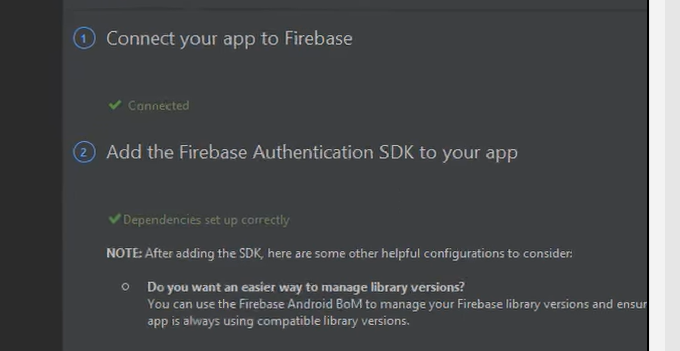 1 Connect your app to Firebase
Connected
2 Add the Firebase Authentication SDK to your app
Dependencies set up correctly
NOTE: After adding the SDK, here are some other helpful configurations to consider:
Do you want an easier way to manage library versions?
You can use the Firebase Android BoM to manage your Firebase library versions and ensur
app is always using compatible library versions.